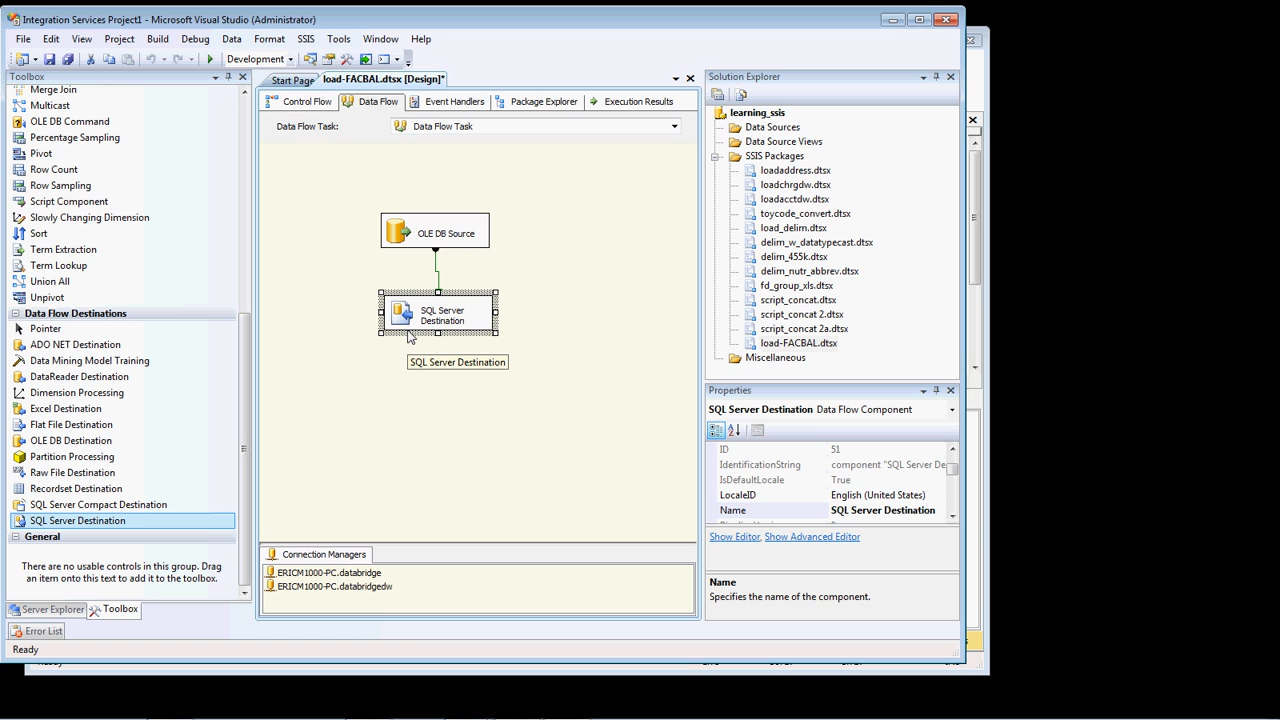 Integration Services Project1 - Microsoft Visual Studio (Administrator)
File Edit View Project Build Debug Data Format SSIS Tools Window Help
Development
Toolbox
Merge Join
Multicast
OLE DB Command
Percentage Sampling
Pivot
Row Count
Row Sampling
Script Component
Slowly Changing Dimension
Sort
Term Extraction
Term Lookup
Union All
Unpivot
Data Flow Destinations
Pointer
ADO NET Destination
Data Mining Model Training
DataReader Destination
Dimension Processing
Excel Destination
Flat File Destination
OLE DB Destination
Partition Processing
Raw File Destination
Recordset Destination
SQL Server Compact Destination
SQL Server Destination
General
There are no usable controls in this group. Drag
an item onto this text to add it to the toolbox.
Server Explorer Toolbox
Error List
Ready
Start Page load-FACBAL.dtsx [Design]*
Control Flow Data Flow Event Handlers Package Explorer Execution Results
Data Flow Task: Data Flow Task
OLE DB Source
SQL Server
Destination
SQL Server Destination
Connection Managers
ERICM1000-PC.databridge
ERICM1000-PC.databridgedw
Solution Explorer
learning_ssis
Data Sources
Data Source Views
SSIS Packages
loadaddress.dtsx
loadchrgdw.dtsx
loadacctdw.dtsx
toycode_convert.dtsx
load_delim.dtsx
delim_w_datatypecast.dtsx
delim_455k.dtsx
delim_nutr_abbrev.dtsx
fd_group_xls.dtsx
script_concat.dtsx
script_concat 2.dtsx
script_concat 2a.dtsx
load-FACBAL.dtsx
Miscellaneous
Properties
SQL Server Destination Data Flow Component
ID 51
IdentificationString component "SQL Server De
IsDefaultLocale True
LocaleID English (United States)
Name SQL Server Destination
Show Editor, Show Advanced Editor
Name
Specifies the name of the component.